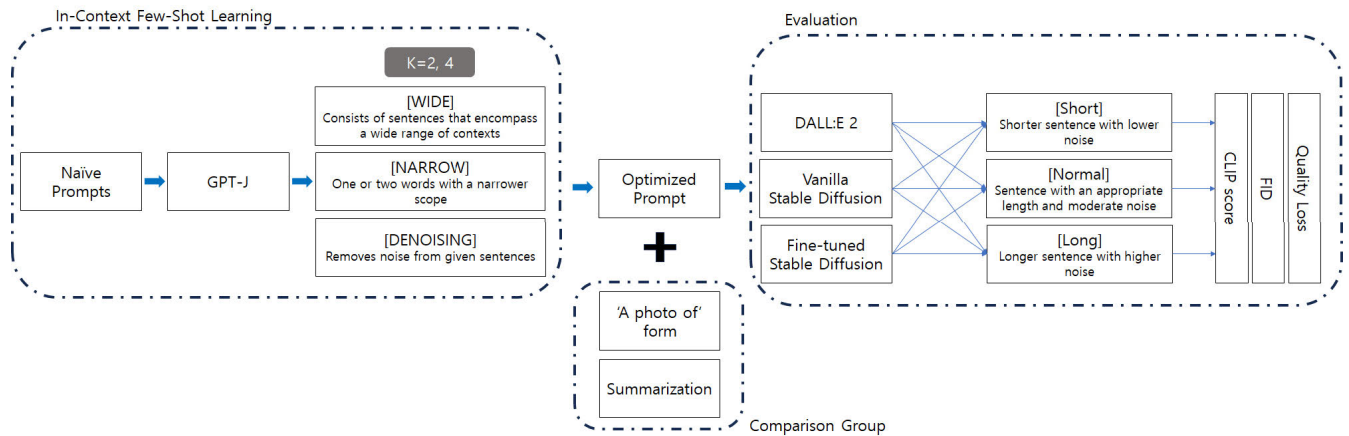 In-Context Few-Shot Learning
K=2, 4
Naïve
Prompts
GPT-J
[WIDE]
Consists of sentences that encompass
a wide range of contexts
[NARROW]
One or two words with a narrower
scope
[DENOISING]
Removes noise from given sentences
Optimized
Prompt
+
'A photo of'
form
Summarization
Comparison Group
Evaluation
DALL:E 2
Vanilla
Stable Diffusion
Fine-tuned
Stable Diffusion
[Short]
Shorter sentence with lower
noise
[Normal]
Sentence with an appropriate
length and moderate noise
[Long]
Longer sentence with higher
noise
CLIP score
FID
Quality Loss